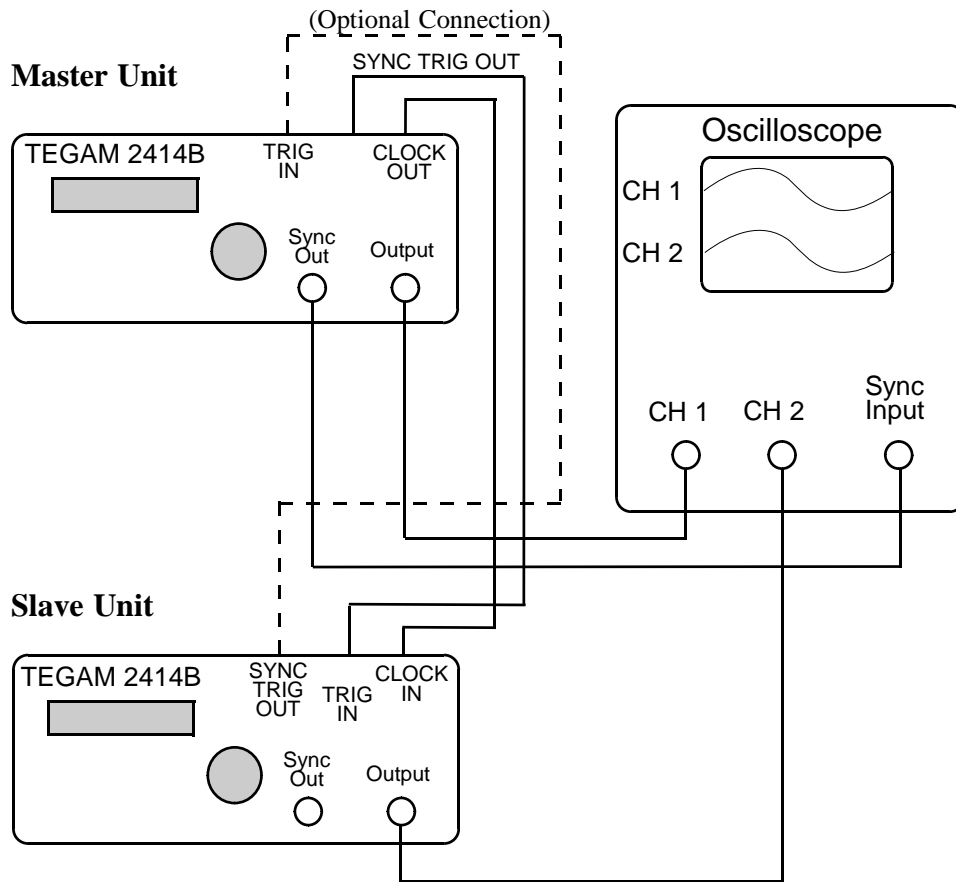 (Optional Connection)
SYNC TRIG OUT
Master Unit
TEGAM 2414B
TRIG
IN
CLOCK
OUT
Sync
Out
Output
Oscilloscope
CH 1
CH 2
CH 1
CH 2
Sync
Input
Slave Unit
TEGAM 2414B
SYNC
TRIG
OUT
TRIG
IN
CLOCK
IN
Sync
Out
Output